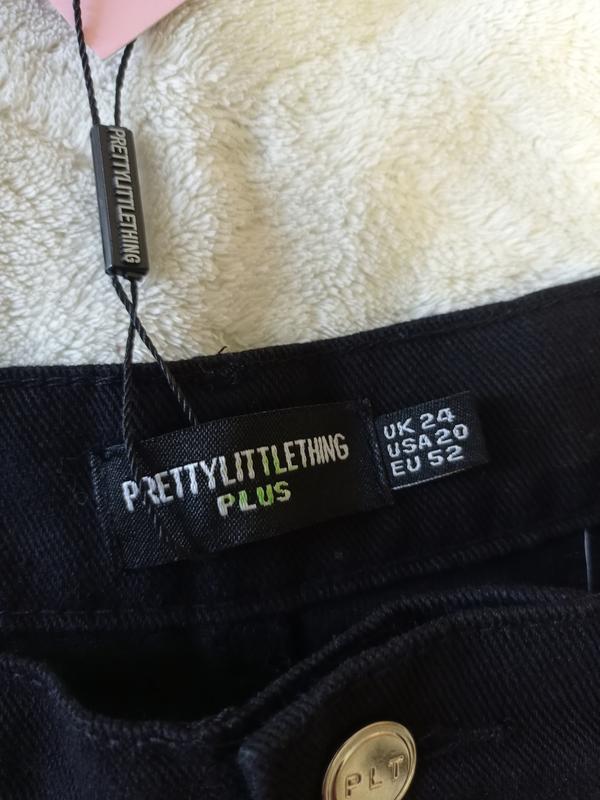 PRETTYLITTLETHING
PRETTYLITTLETHING
PLUS
UK 24
USA 20
EU 52
PLT